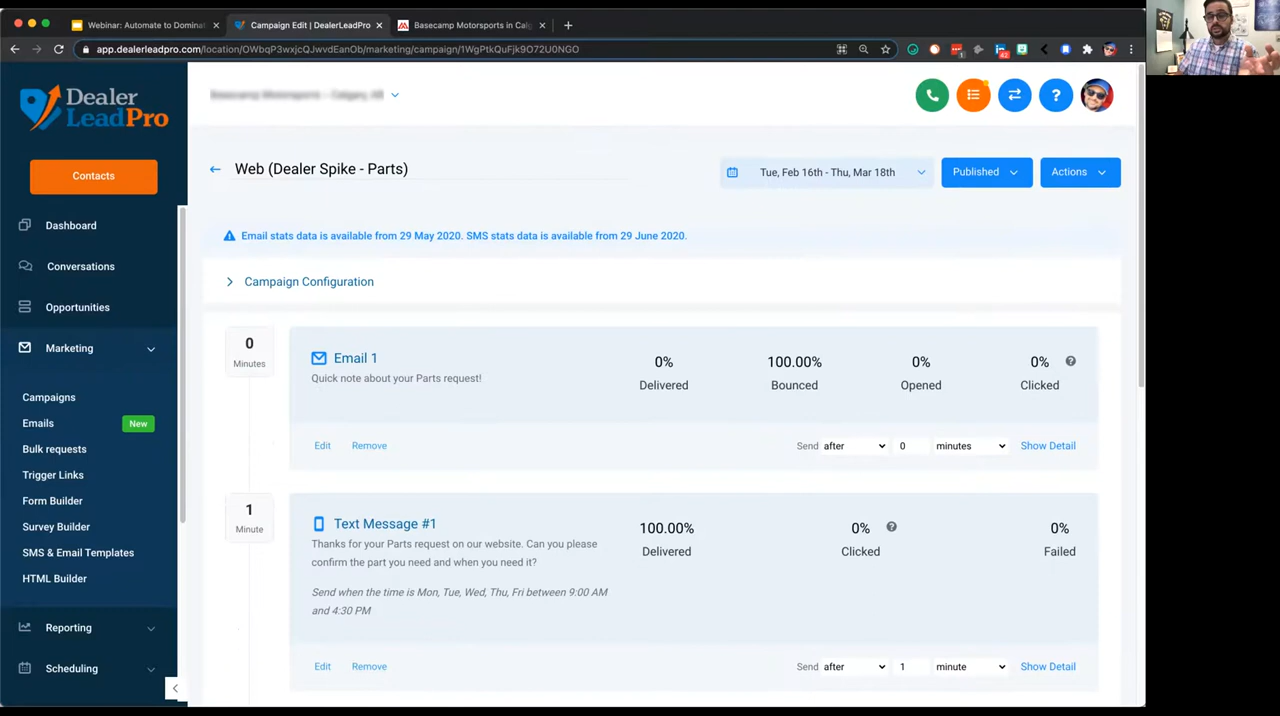 Webinar: Automate to Dominat
Campaign Edit | DealerLeadPro
Basecamp Motorsports in Calg
app.dealerleadpro.com/location/OWbqP3wxjcQJwvdEanOb/marketing/campaign/1WgPtkQuFjk9O72U0NGO
Dealer
LeadPro
Basecamp Motorsports - Calgary, AB
Contacts
Web (Dealer Spike - Parts)
Tue, Feb 16th - Thu, Mar 18th
Published
Actions
Dashboard
Email stats data is available from 29 May 2020. SMS stats data is available from 29 June 2020.
Conversations
Campaign Configuration
Opportunities
Marketing
0
Minutes
Email 1
Quick note about your Parts request!
0%
Delivered
100.00%
Bounced
0%
Opened
0%
Clicked
Campaigns
Emails
New
Bulk requests
Edit
Remove
Send after 0 minutes
Show Detail
Trigger Links
Form Builder
Survey Builder
SMS & Email Templates
HTML Builder
1
Minute
Text Message #1
Thanks for your Parts request on our website. Can you please
confirm the part you need and when you need it?
Send when the time is Mon, Tue, Wed, Thu, Fri between 9:00 AM
and 4:30 PM
100.00%
Delivered
0%
Clicked
0%
Failed
Reporting
Scheduling
Edit
Remove
Send after 1 minute
Show Detail